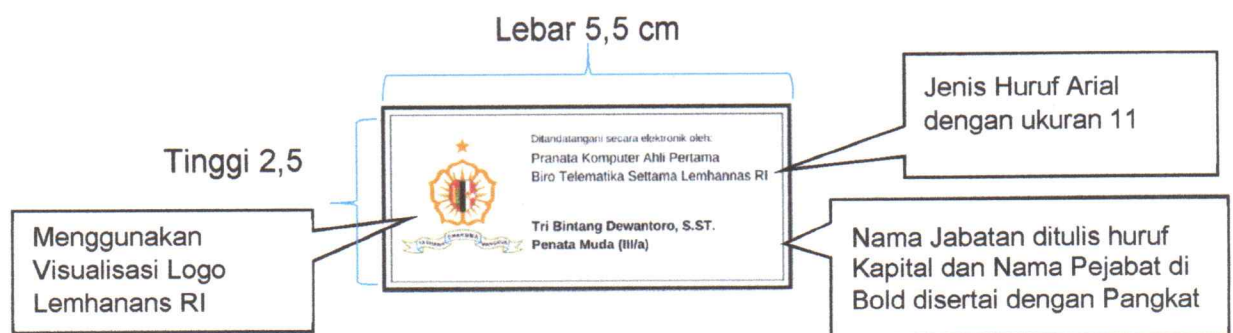 Lebar 5,5 cm
Jenis Huruf Arial
dengan ukuran 11
Tinggi 2,5
Ditandatangani secara elektronik oleh:
Pranata Komputer Ahli Pertama
Biro Telematika Settama Lemhannas RI
Tri Bintang Dewantoro, S.ST.
Penata Muda (III/a)
Menggunakan
Visualisasi Logo
Lemhanans RI
Nama Jabatan ditulis huruf
Kapital dan Nama Pejabat di
Bold disertai dengan Pangkat